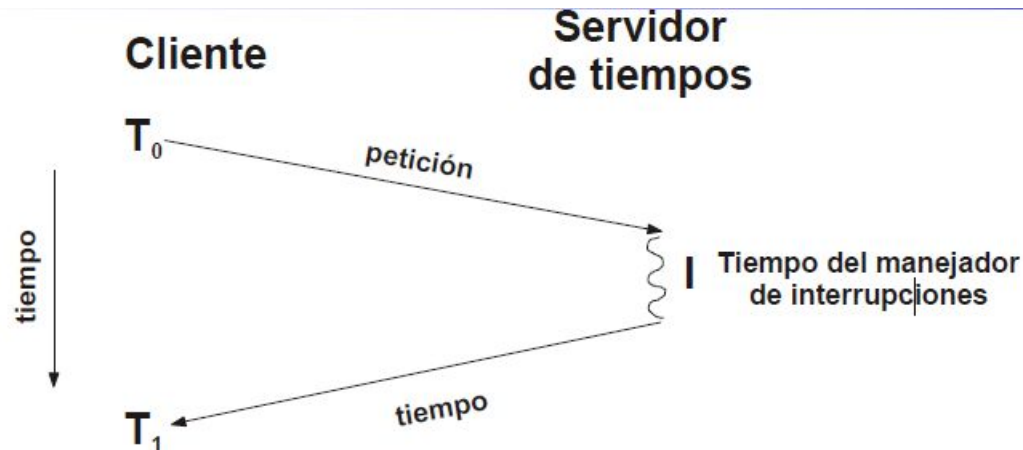 Cliente
Servidor
de tiempos
T₀
petición
tiempo
I
Tiempo del manejador
de interrupciones
tiempo
T₁